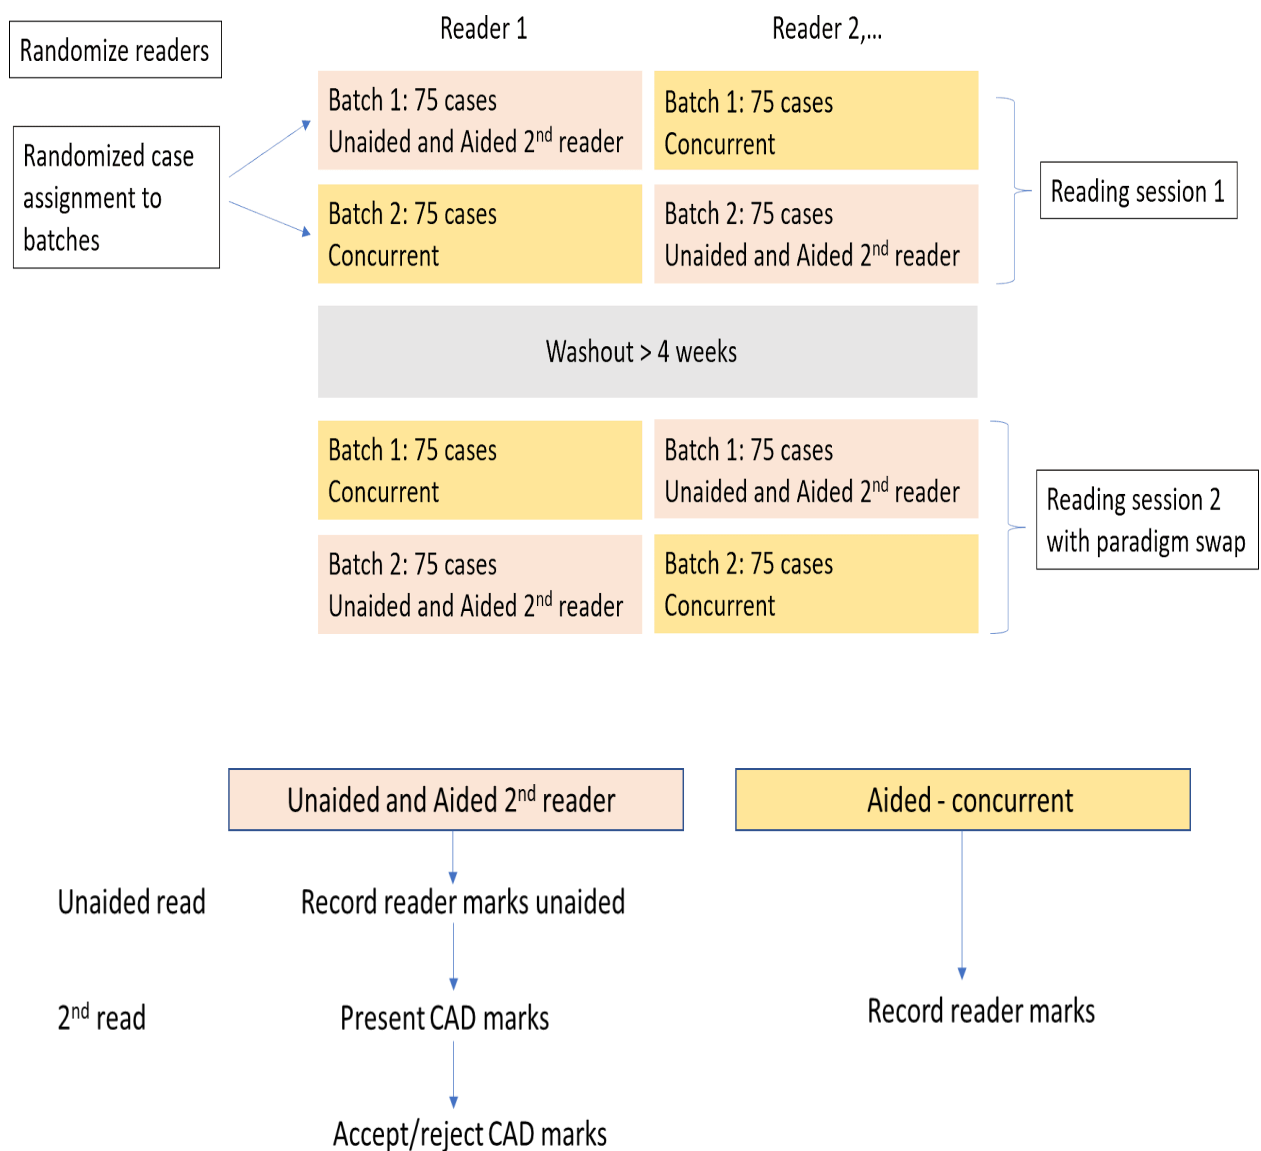 Randomize readers
Reader 1
Reader 2,...
Randomized case
assignment to
batches
Batch 1: 75 cases
Unaided and Aided 2nd reader
Batch 1: 75 cases
Concurrent
Batch 2: 75 cases
Concurrent
Batch 2: 75 cases
Unaided and Aided 2nd reader
Reading session 1
Washout > 4 weeks
Batch 1: 75 cases
Concurrent
Batch 1: 75 cases
Unaided and Aided 2nd reader
Batch 2: 75 cases
Unaided and Aided 2nd reader
Batch 2: 75 cases
Concurrent
Reading session 2
with paradigm swap
Unaided and Aided 2nd reader
Aided - concurrent
Unaided read
Record reader marks unaided
2nd read
Present CAD marks
Record reader marks
Accept/reject CAD marks